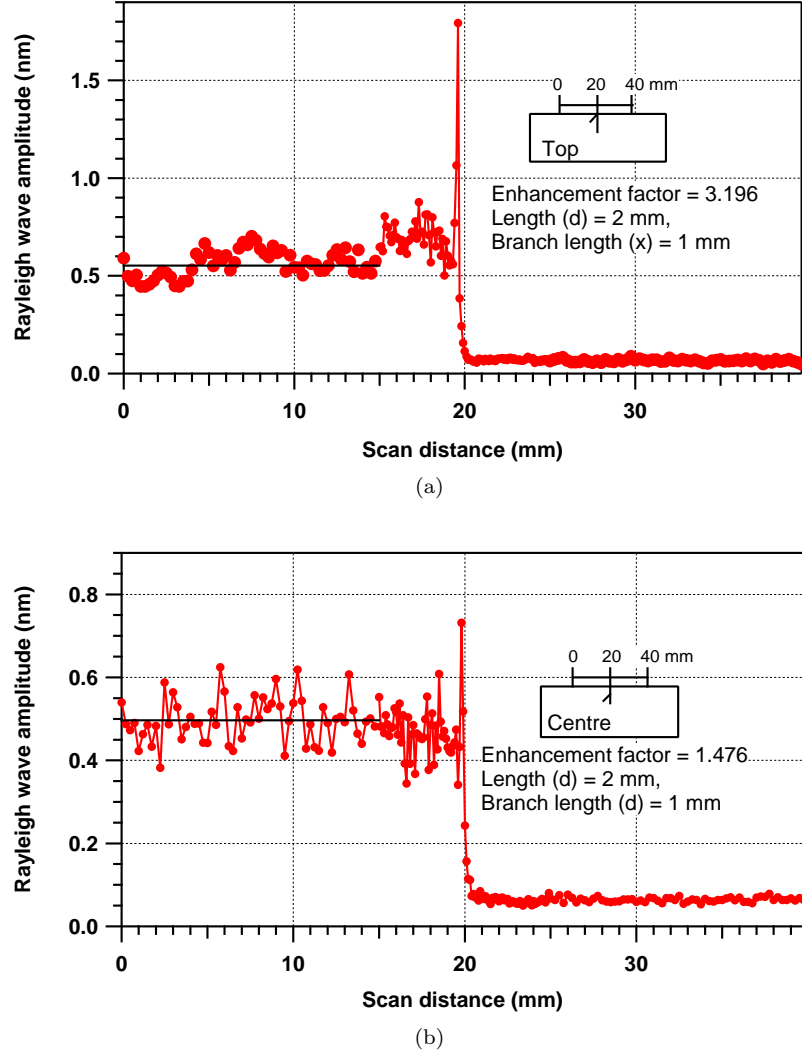 Rayleigh wave amplitude (nm)
1.5
1.0
0.5
0.0
0 20 40 mm
Top
Enhancement factor = 3.196
Length (d) = 2 mm,
Branch length (x) = 1 mm
0 10 20 30
Scan distance (mm)
(a)
Rayleigh wave amplitude (nm)
0.8
0.6
0.4
0.2
0.0
0 20 40 mm
Centre
Enhancement factor = 1.476
Length (d) = 2 mm,
Branch length (d) = 1 mm
0 10 20 30
Scan distance (mm)
(b)